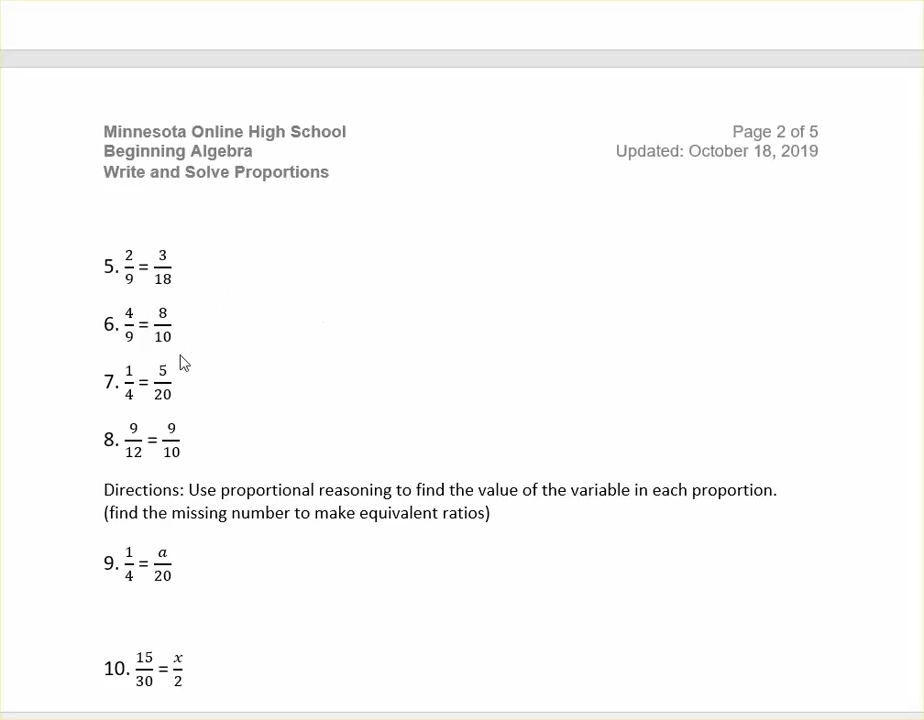 Minnesota Online High School
Page 2 of 5
Beginning Algebra
Updated: October 18, 2019
Write and Solve Proportions
5. 2/9 = 3/18
6. 4/9 = 8/10
7. 1/4 = 5/20
8. 9/12 = 9/10
Directions: Use proportional reasoning to find the value of the variable in each proportion.
(find the missing number to make equivalent ratios)
9. 1/4 = a/20
10. 15/30 = x/2